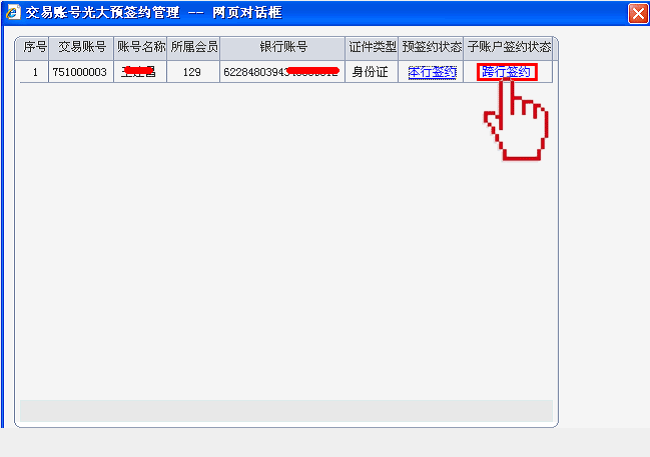 交易账号光大预签约管理 -- 网页对话框
序号 交易账号 账号名称 所属会员 银行账号 证件类型 预签约状态 子账户签约状态
1 751000003 129 62284803943 身份证 本行签约 跨行签约